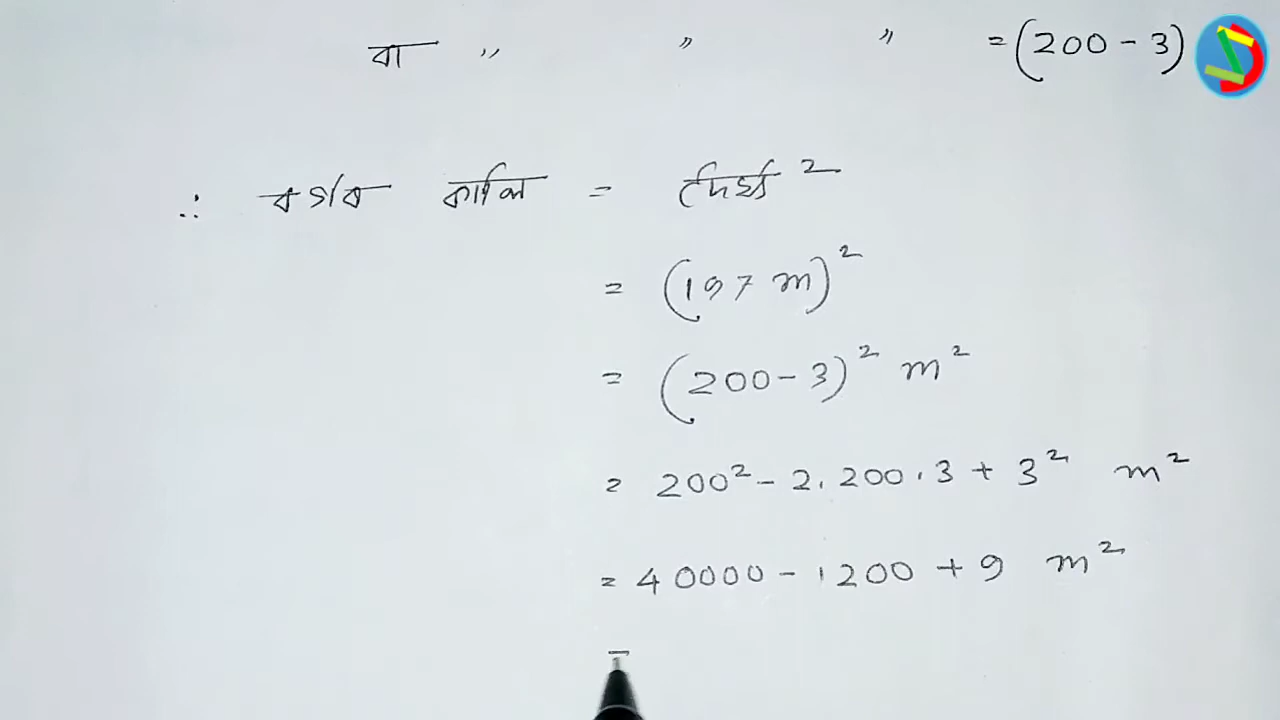 বা ,, ,, ,, = (200 - 3)
∴ বর্গৰ কালি = দৈৰ্ঘ্য²
= (197 m)²
= (200 - 3)² m²
= 200² - 2.200.3 + 3² m²
= 40000 - 1200 + 9 m²
=